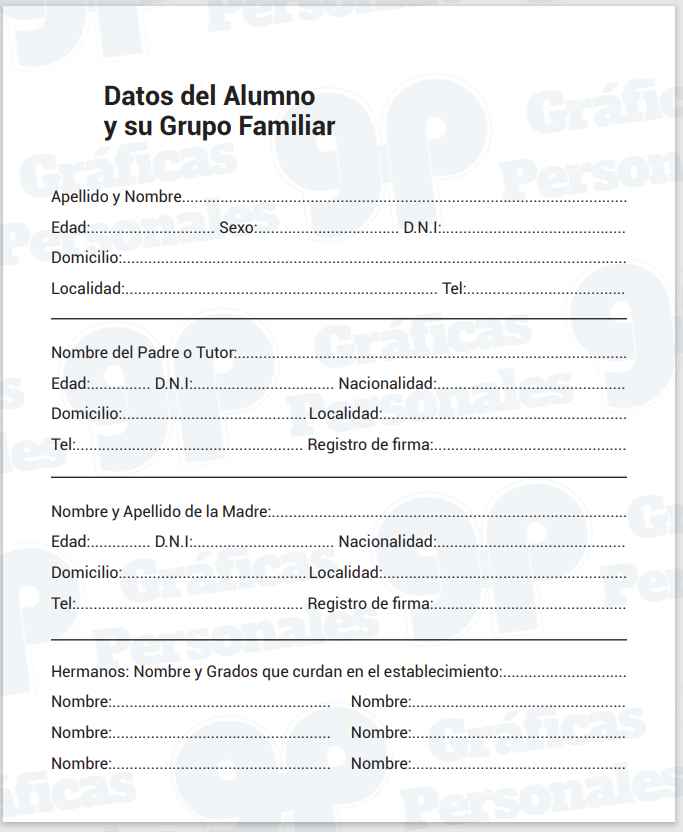 Datos del Alumno
y su Grupo Familiar
Apellido y Nombre..........................................................................................................
Edad:............................. Sexo:................................. D.N.I:...........................................
Domicilio:......................................................................................................................
Localidad:......................................................................... Tel:.....................................
Nombre del Padre o Tutor:............................................................................................
Edad:.............. D.N.I:................................. Nacionalidad:............................................
Domicilio:........................................... Localidad:.........................................................
Tel:..................................................... Registro de firma:.............................................
Nombre y Apellido de la Madre:...................................................................................
Edad:.............. D.N.I:................................. Nacionalidad:............................................
Domicilio:........................................... Localidad:.........................................................
Tel:..................................................... Registro de firma:.............................................
Hermanos: Nombre y Grados que curdan en el establecimiento:.............................
Nombre:................................................... Nombre:..................................................
Nombre:................................................... Nombre:..................................................
Nombre:................................................... Nombre:..................................................
Gráficas
Personales
gp